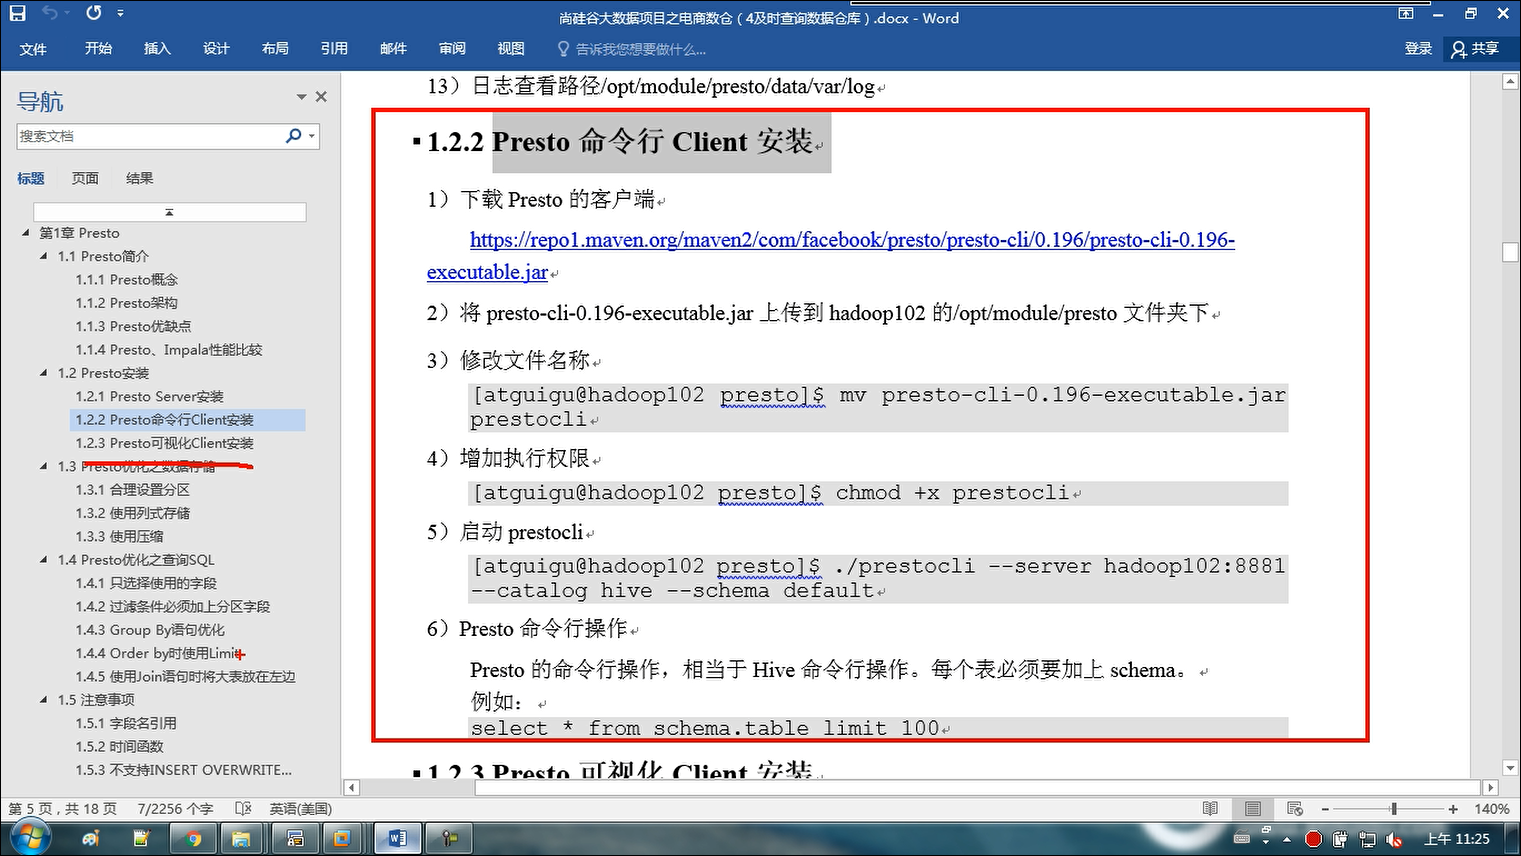 尚硅谷大数据项目之电商数仓（4及时查询数据仓库）.docx - Word
文件 开始 插入 设计 布局 引用 邮件 审阅 视图 告诉我您想要做什么... 登录 共享
导航
搜索文档
标题 页面 结果
第1章 Presto
1.1 Presto简介
1.1.1 Presto概念
1.1.2 Presto架构
1.1.3 Presto优缺点
1.1.4 Presto、Impala性能比较
1.2 Presto安装
1.2.1 Presto Server安装
1.2.2 Presto命令行Client安装
1.2.3 Presto可视化Client安装
1.3 Presto优化之数据存储
1.3.1 合理设置分区
1.3.2 使用列式存储
1.3.3 使用压缩
1.4 Presto优化之查询SQL
1.4.1 只选择使用的字段
1.4.2 过滤条件必须加上分区字段
1.4.3 Group By语句优化
1.4.4 Order by时使用Limit
1.4.5 使用Join语句时将大表放在左边
1.5 注意事项
1.5.1 字段名引用
1.5.2 时间函数
1.5.3 不支持INSERT OVERWRITE...
13）日志查看路径/opt/module/presto/data/var/log
1.2.2 Presto 命令行 Client 安装
1）下载 Presto 的客户端
https://repo1.maven.org/maven2/com/facebook/presto/presto-cli/0.196/presto-cli-0.196-
executable.jar
2）将 presto-cli-0.196-executable.jar 上传到 hadoop102 的/opt/module/presto 文件夹下
3）修改文件名称
[atguigu@hadoop102 presto]$ mv presto-cli-0.196-executable.jar
prestocli
4）增加执行权限
[atguigu@hadoop102 presto]$ chmod +x prestocli
5）启动 prestocli
[atguigu@hadoop102 presto]$ ./prestocli --server hadoop102:8881
--catalog hive --schema default
6）Presto 命令行操作
Presto 的命令行操作，相当于 Hive 命令行操作。每个表必须要加上 schema。
例如：
select * from schema.table limit 100
1.2.3 Presto 可视化 Client 安装
第 5 页，共 18 页 7/2256 个字 英语(美国) 140%
上午 11:25